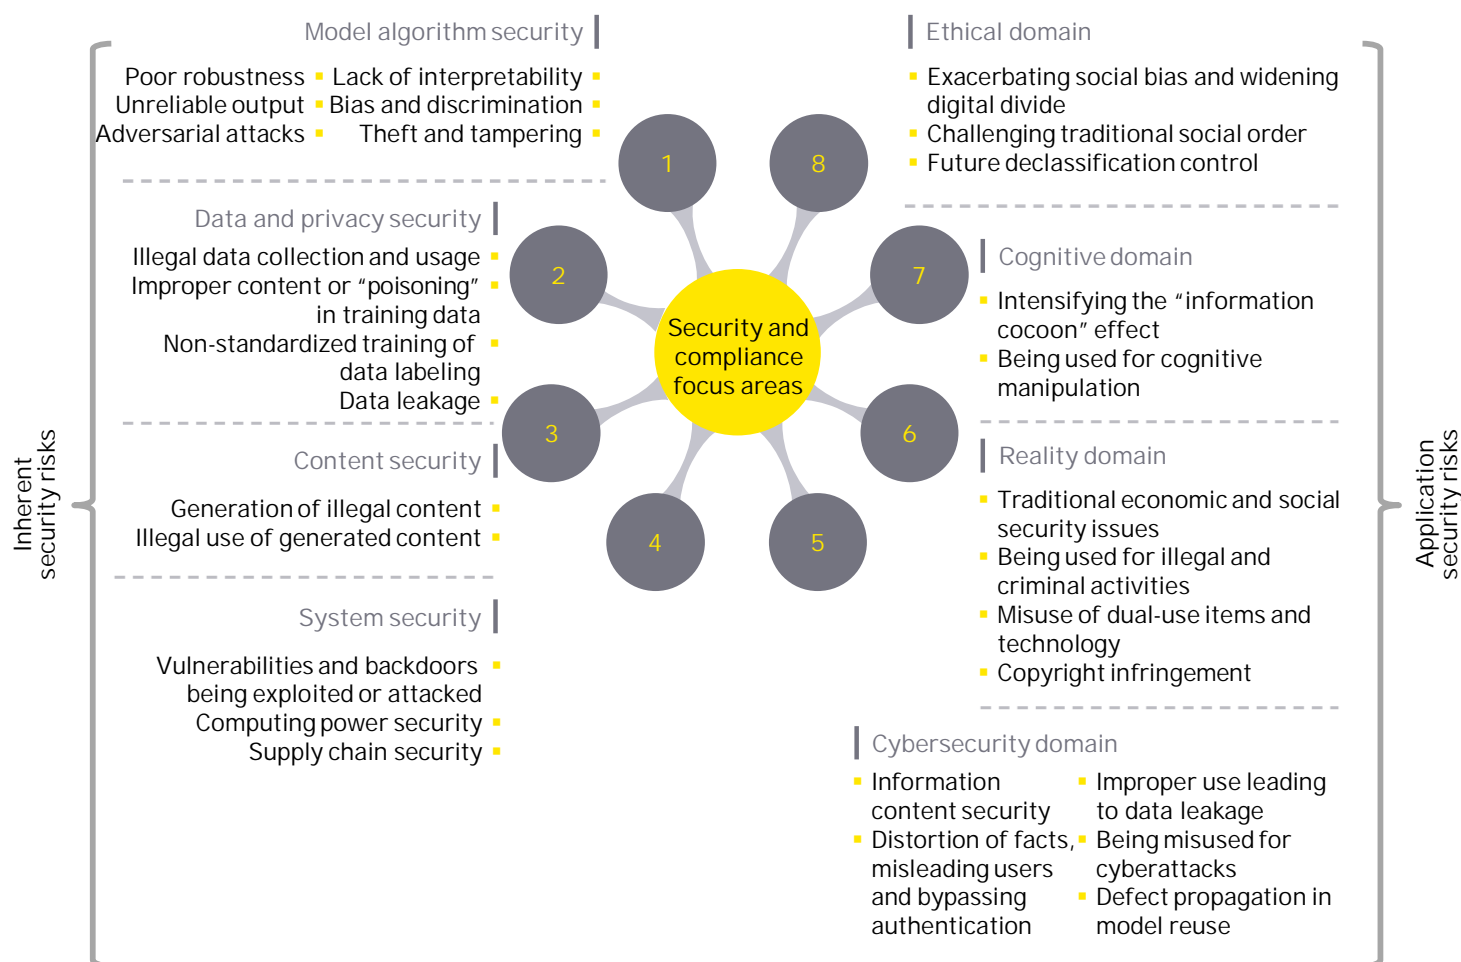 Model algorithm security
Poor robustness
Unreliable output
Adversarial attacks
Lack of interpretability
Bias and discrimination
Theft and tampering
Data and privacy security
Illegal data collection and usage
Improper content or “poisoning”
in training data
Non-standardized training of
data labeling
Data leakage
Content security
Generation of illegal content
Illegal use of generated content
System security
Vulnerabilities and backdoors
being exploited or attacked
Computing power security
Supply chain security
Inherent
security risks
1
2
3
4
5
6
7
8
Security and
compliance
focus areas
Ethical domain
Exacerbating social bias and widening
digital divide
Challenging traditional social order
Future declassification control
Cognitive domain
Intensifying the “information
cocoon” effect
Being used for cognitive
manipulation
Reality domain
Traditional economic and social
security issues
Being used for illegal and
criminal activities
Misuse of dual-use items and
technology
Copyright infringement
Cybersecurity domain
Information
content security
Distortion of facts,
misleading users
and bypassing
authentication
Improper use leading
to data leakage
Being misused for
cyberattacks
Defect propagation in
model reuse
Application
security risks